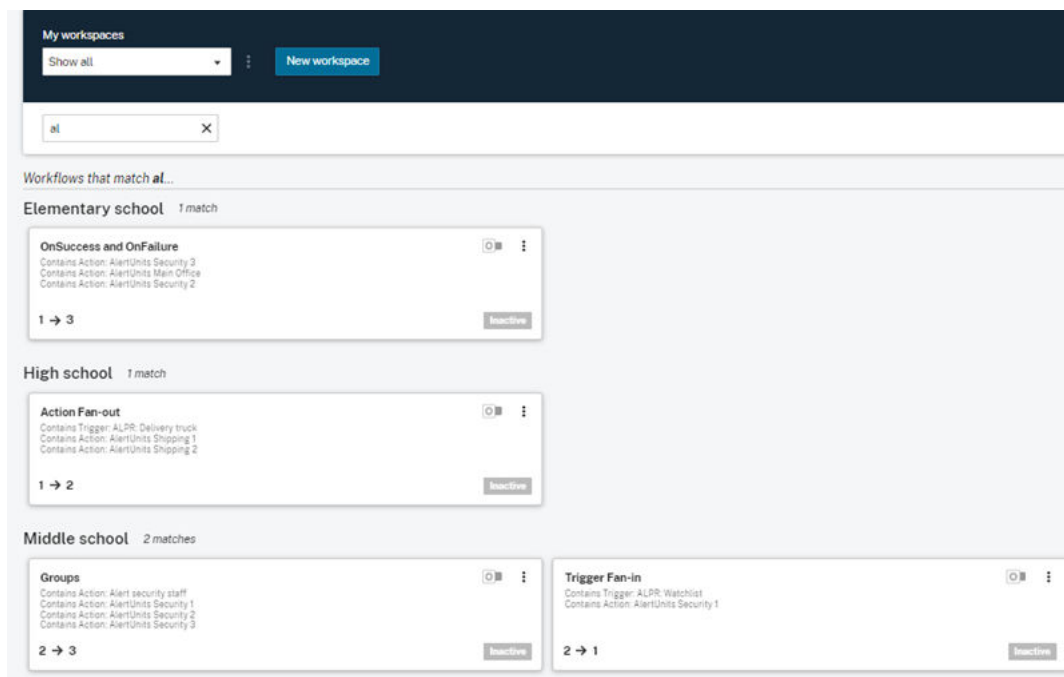 My workspaces
Show all
New workspace
al
Workflows that match al...
Elementary school 1 match
OnSuccess and OnFailure
Contains Action: AlertUnits Security 3
Contains Action: AlertUnits Main Office
Contains Action: AlertUnits Security 2
1 → 3
Inactive
High school 1 match
Action Fan-out
Contains Trigger: ALPR: Delivery truck
Contains Action: AlertUnits Shipping 1
Contains Action: AlertUnits Shipping 2
1 → 2
Inactive
Middle school 2 matches
Groups
Contains Action: Alert security staff
Contains Action: AlertUnits Security 1
Contains Action: AlertUnits Security 2
Contains Action: AlertUnits Security 3
2 → 3
Inactive
Trigger Fan-in
Contains Trigger: ALPR: Watchlist
Contains Action: AlertUnits Security 1
2 → 1
Inactive